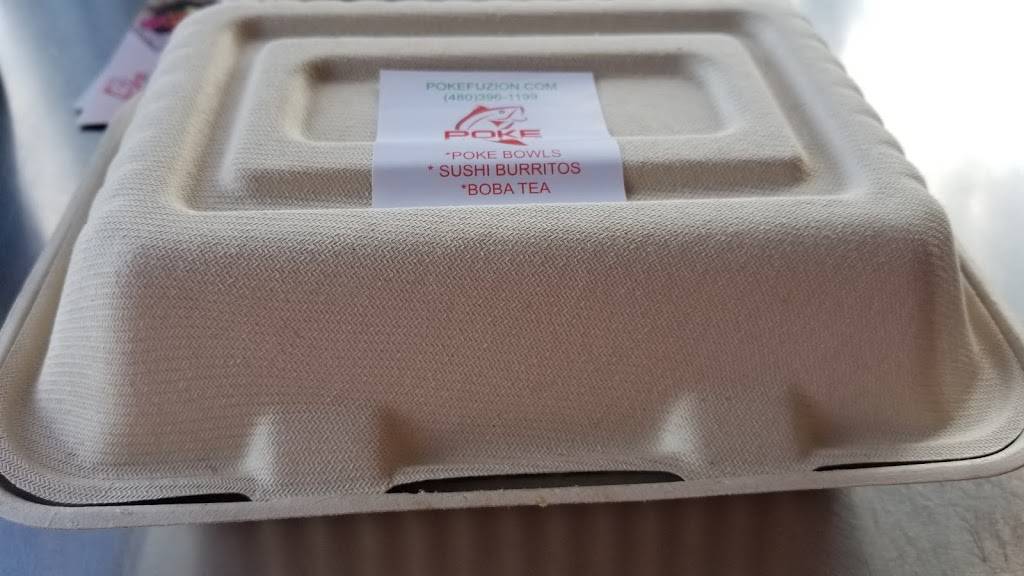 POKEFUZION.COM
(480)396-1199
POKE
*POKE BOWLS
* SUSHI BURRITOS
*BOBA TEA